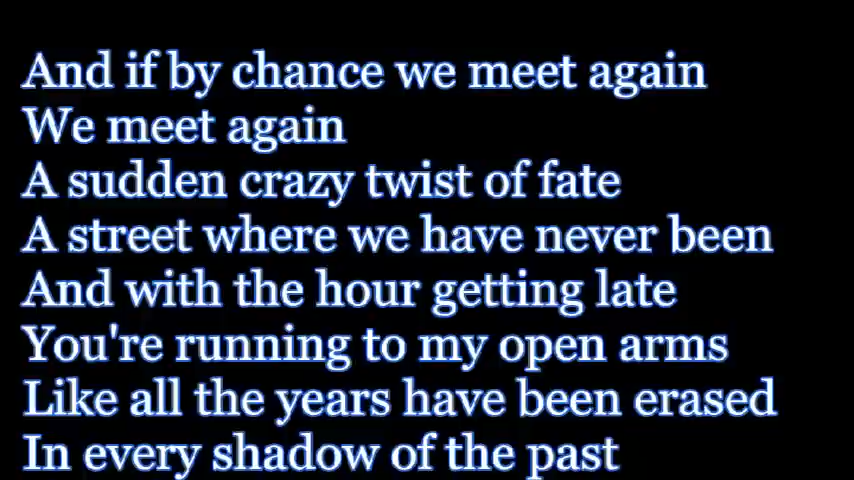 And if by chance we meet again
We meet again
A sudden crazy twist of fate
A street where we have never been
And with the hour getting late
You're running to my open arms
Like all the years have been erased
In every shadow of the past